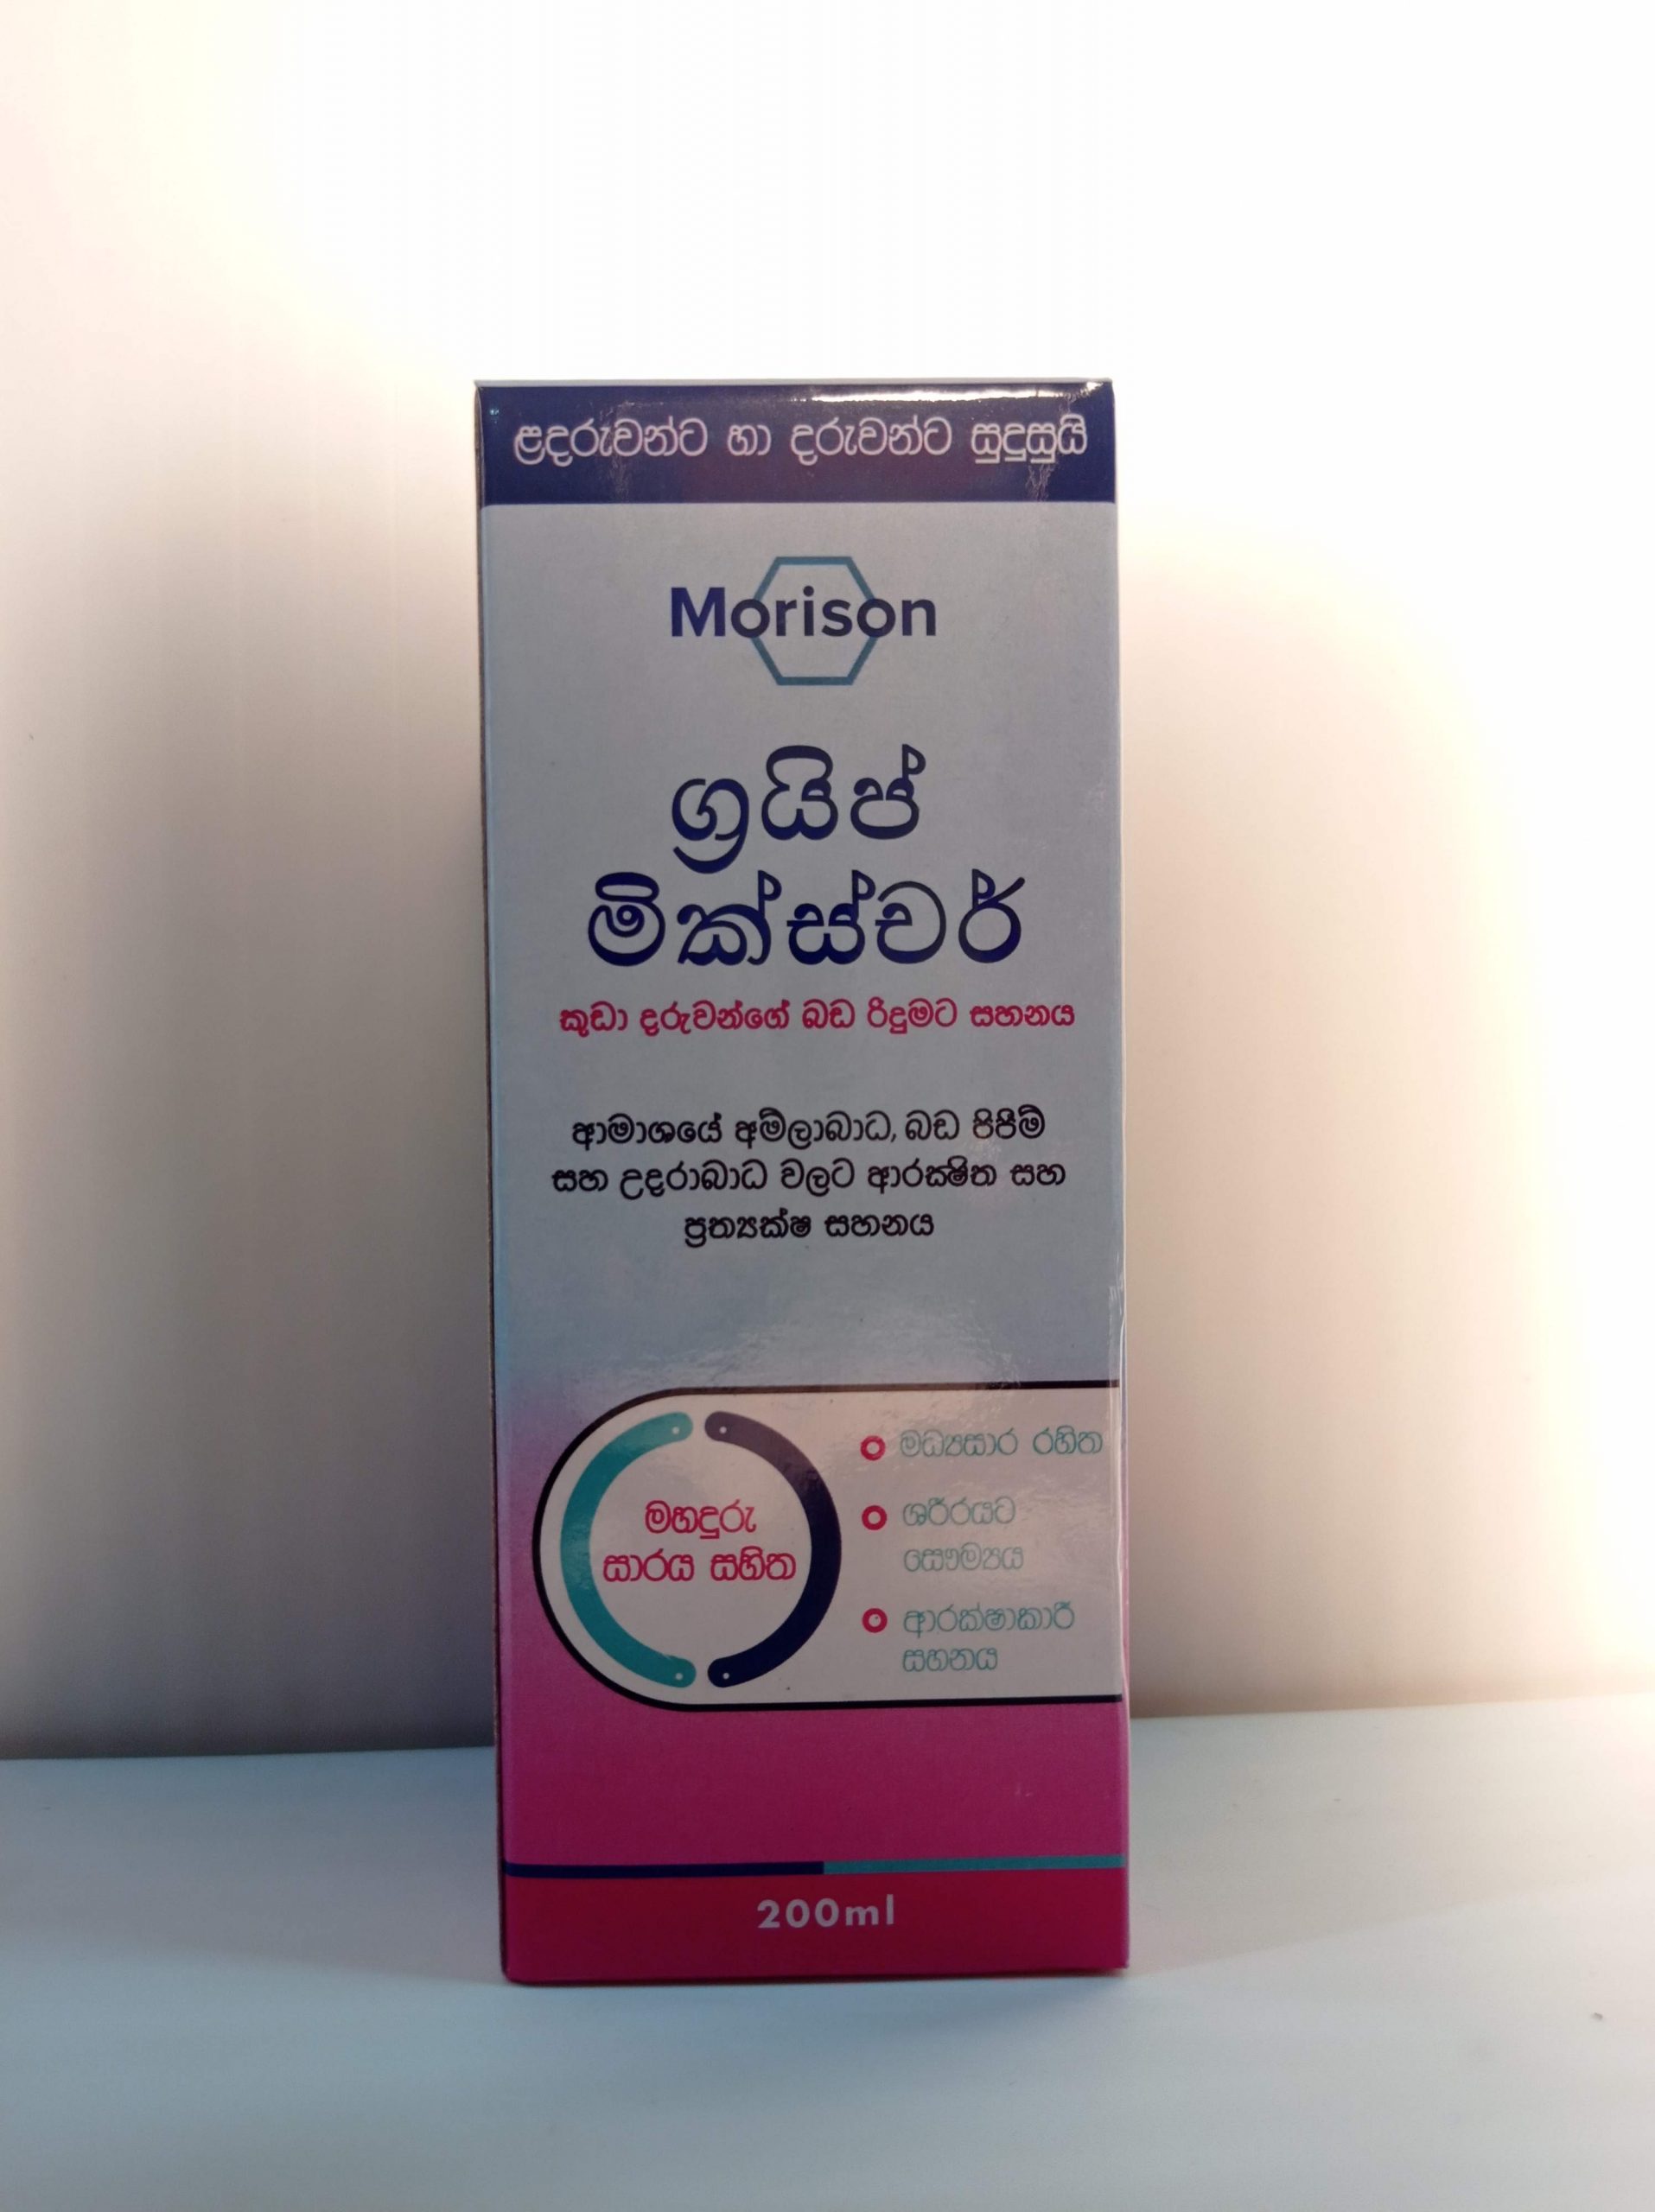 ළදරුවන්ට හා දරුවන්ට සුදුසුයි
Morison
ග්‍රයිප්
මික්ස්චර්
කුඩා දරුවන්ගේ බඩ රිදුමට සහනය
ආමාශයේ අම්ලාබාධ, බඩ පිපීම්
සහ උදරාබාධ වලට ආරක්ෂිත සහ
ප්‍රත්‍යක්ෂ සහනය
මහදුරු
සාරය සහිත
මධ්‍යසාර රහිත
ශරීරයට
සෞම්‍යය
ආරක්ෂාකාරී
සහනය
200ml